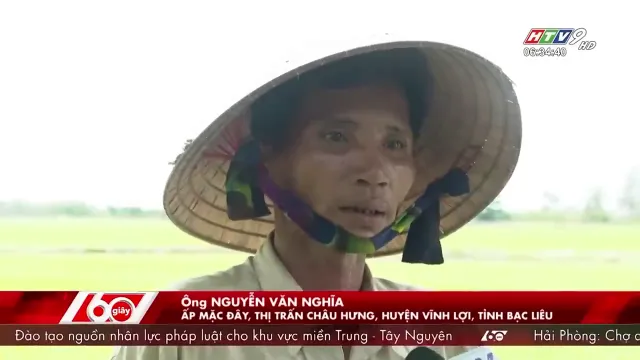 HTV9 HD
06:34:40
60 giây
Ông NGUYỄN VĂN NGHĨA
ẤP MẶC ĐÂY, THỊ TRẤN CHÂU HƯNG, HUYỆN VĨNH LỢI, TỈNH BẠC LIÊU
Đào tạo nguồn nhân lực pháp luật cho khu vực miền Trung - Tây Nguyên 60 giây Hải Phòng: Chợ